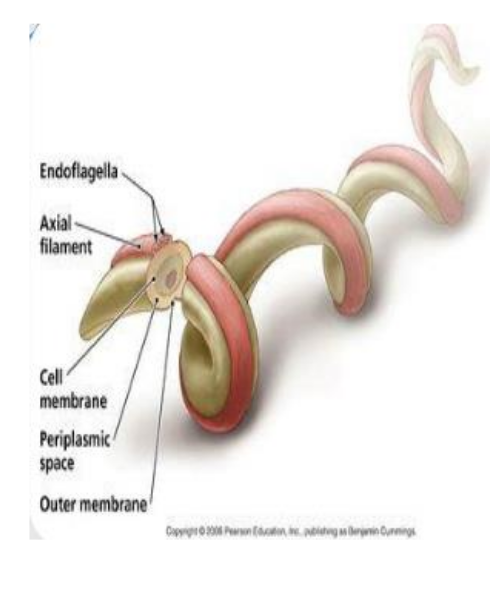 Endoflagella
Axial
filament
Cell
membrane
Periplasmic
space
Outer membrane
Copyright © 2006 Pearson Education, Inc., publishing as Benjamin Cummings.